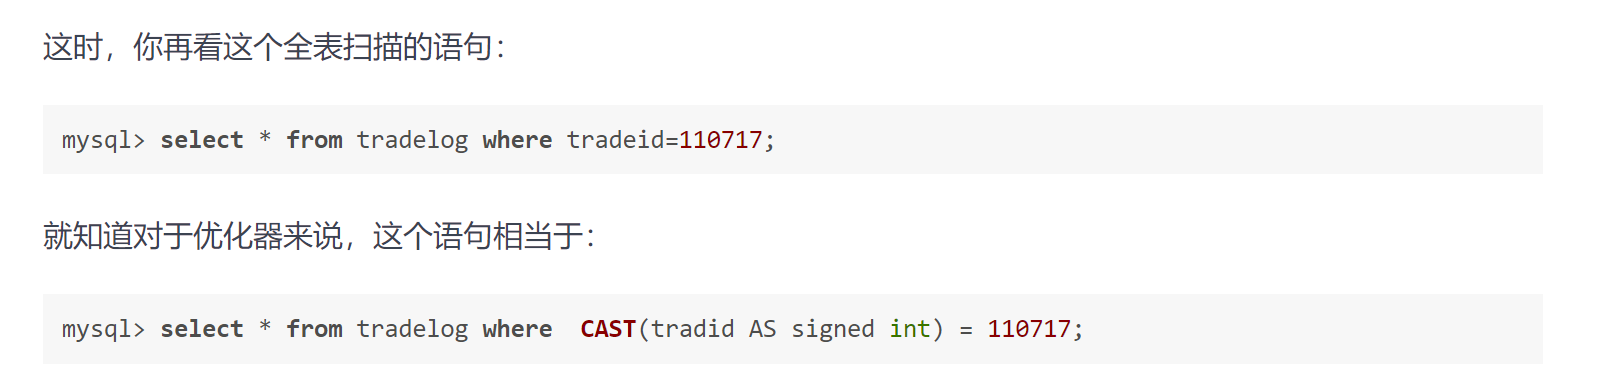 这时，你再看这个全表扫描的语句：
mysql> select * from tradelog where tradeid=110717;
就知道对于优化器来说，这个语句相当于：
mysql> select * from tradelog where  CAST(tradid AS signed int) = 110717;